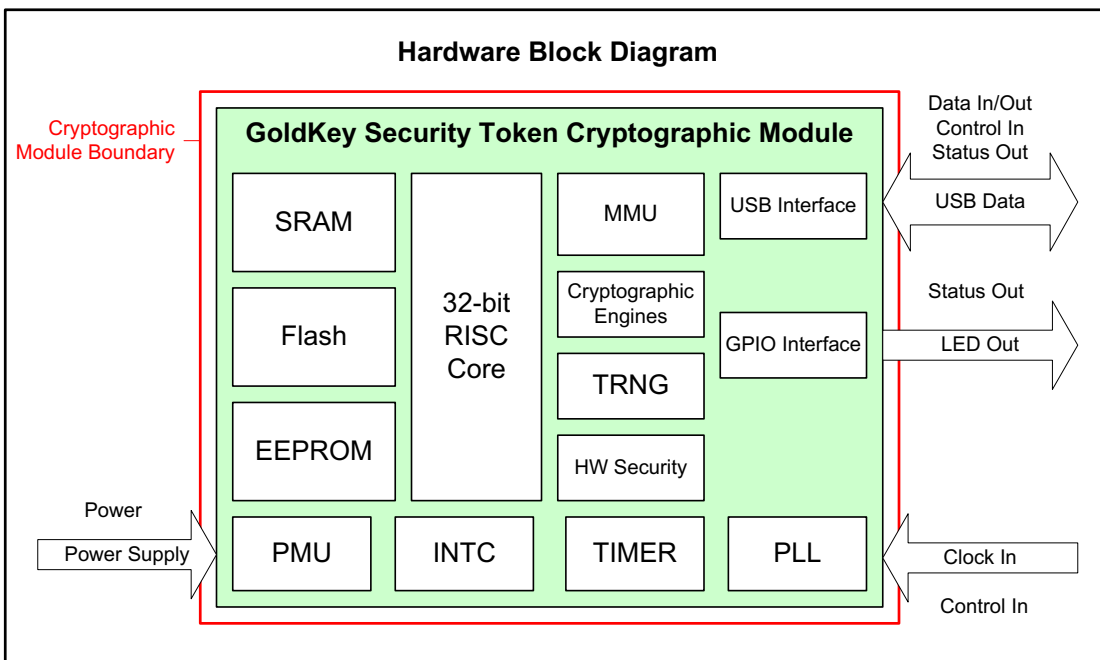 Hardware Block Diagram
Cryptographic
Module Boundary
GoldKey Security Token Cryptographic Module
Data In/Out
Control In
Status Out
SRAM
Flash
EEPROM
32-bit
RISC
Core
MMU
Cryptographic
Engines
TRNG
HW Security
USB Interface
GPIO Interface
USB Data
Status Out
LED Out
Power
Power Supply
PMU
INTC
TIMER
PLL
Clock In
Control In